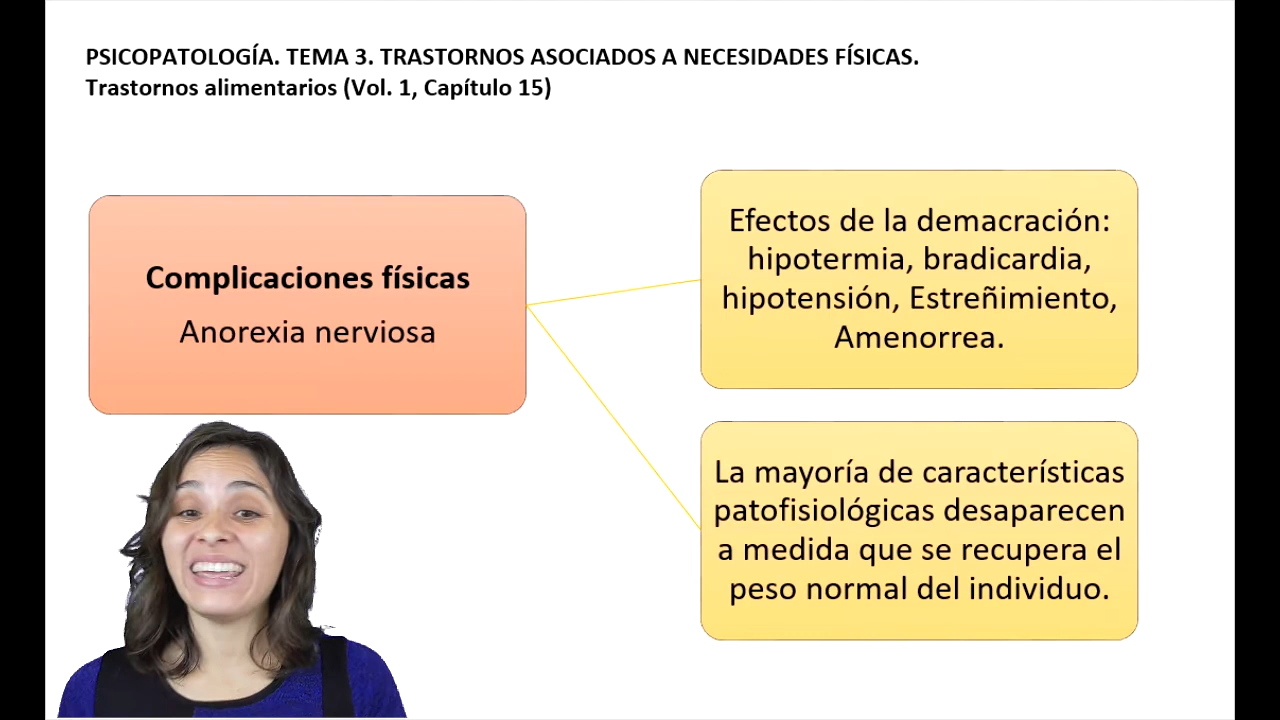 PSICOPATOLOGÍA. TEMA 3. TRASTORNOS ASOCIADOS A NECESIDADES FÍSICAS.
Trastornos alimentarios (Vol. 1, Capítulo 15)
Complicaciones físicas
Anorexia nerviosa
Efectos de la demacración:
hipotermia, bradicardia,
hipotensión, Estreñimiento,
Amenorrea.
La mayoría de características
patofisiológicas desaparecen
a medida que se recupera el
peso normal del individuo.